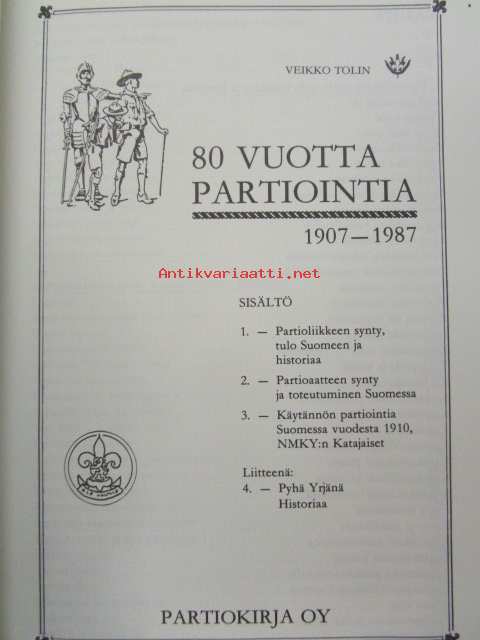 VEIKKO TOLIN
80 VUOTTA
PARTIOINTIA
1907—1987
Antikvariaatti.net
SISÄLTÖ
1. — Partioliikkeen synty,
tulo Suomeen ja
historiaa
2. — Partioaatteen synty
ja toteutuminen Suomessa
3. — Käytännön partiointia
Suomessa vuodesta 1910,
NMKY:n Katajaiset
Liitteenä:
4. — Pyhä Yrjänä
Historiaa
PARTIOKIRJA OY